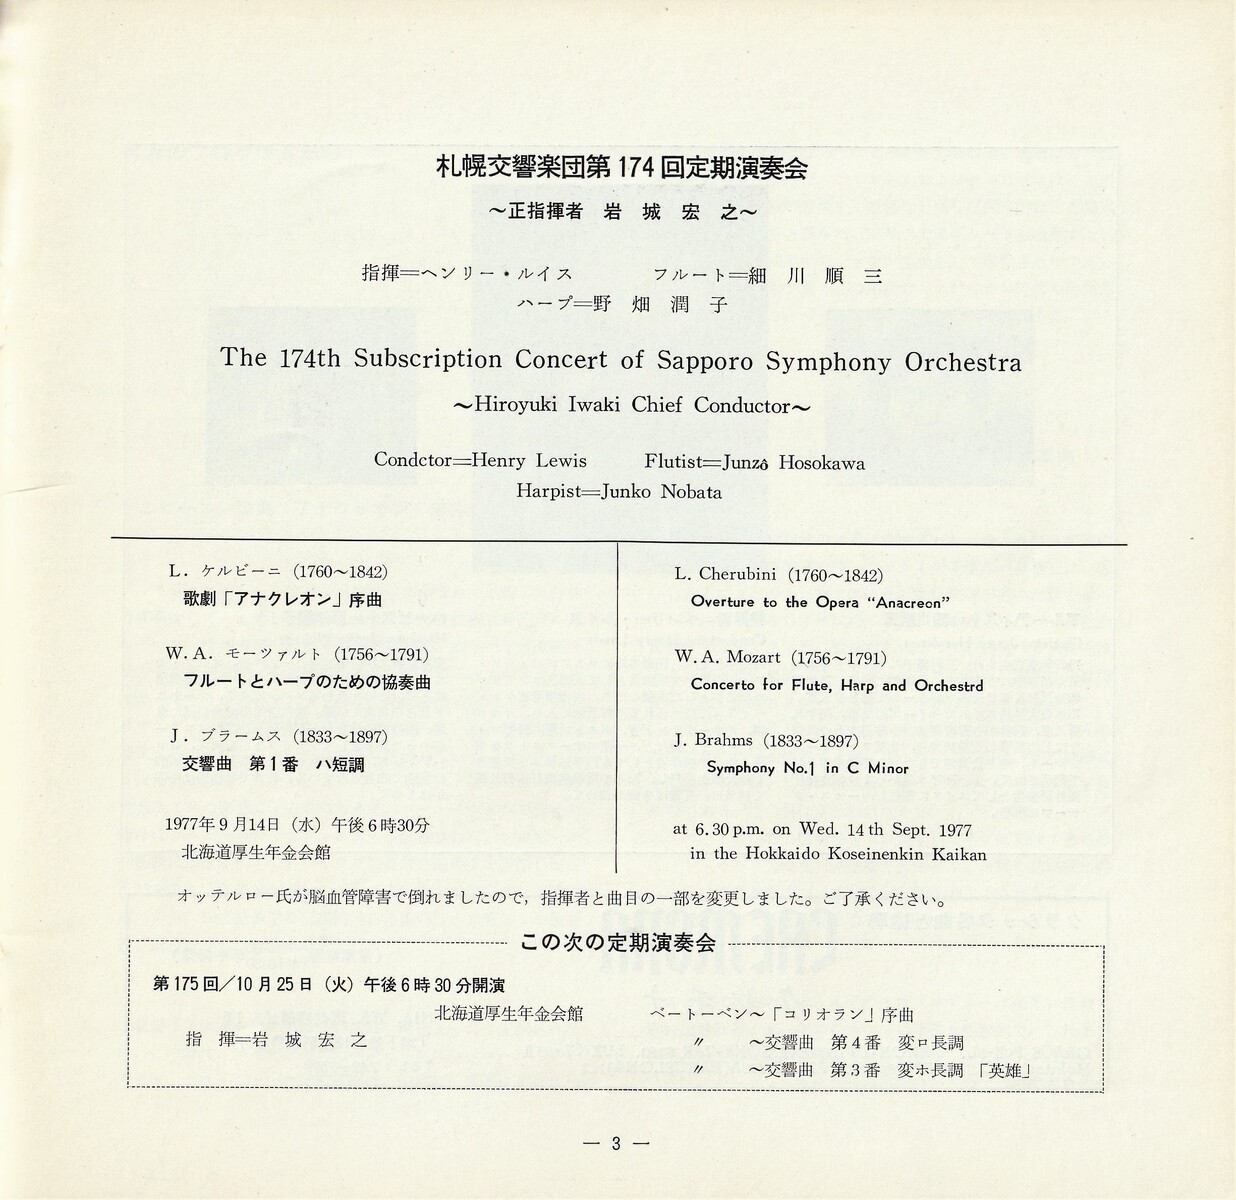 札幌交響楽団第174回定期演奏会
〜正指揮者 岩城宏之〜
指揮＝ヘンリー・ルイス フルート＝細川順三
ハープ＝野畑潤子
The 174th Subscription Concert of Sapporo Symphony Orchestra
〜Hiroyuki Iwaki Chief Conductor〜
Condctor＝Henry Lewis Flutist＝Junzô Hosokawa
Harpist＝Junko Nobata
L. ケルビーニ (1760〜1842)
歌劇「アナクレオン」序曲
W.A. モーツァルト (1756〜1791)
フルートとハープのための協奏曲
J. ブラームス (1833〜1897)
交響曲 第1番 ハ短調
1977年9月14日（水）午後6時30分
北海道厚生年金会館
L. Cherubini (1760〜1842)
Overture to the Opera “Anacreon”
W.A. Mozart (1756〜1791)
Concerto for Flute, Harp and Orchestrd
J. Brahms (1833〜1897)
Symphony No.1 in C Minor
at 6.30 p.m. on Wed. 14th Sept. 1977
in the Hokkaido Koseinenkin Kaikan
オッテルロー氏が脳血管障害で倒れましたので，指揮者と曲目の一部を変更しました。ご了承ください。
この次の定期演奏会
第175回／10月25日（火）午後6時30分開演
北海道厚生年金会館
指揮＝岩城宏之
ベートーベン〜「コリオラン」序曲
〃 〜交響曲 第4番 変ロ長調
〃 〜交響曲 第3番 変ホ長調「英雄」
― 3 ―